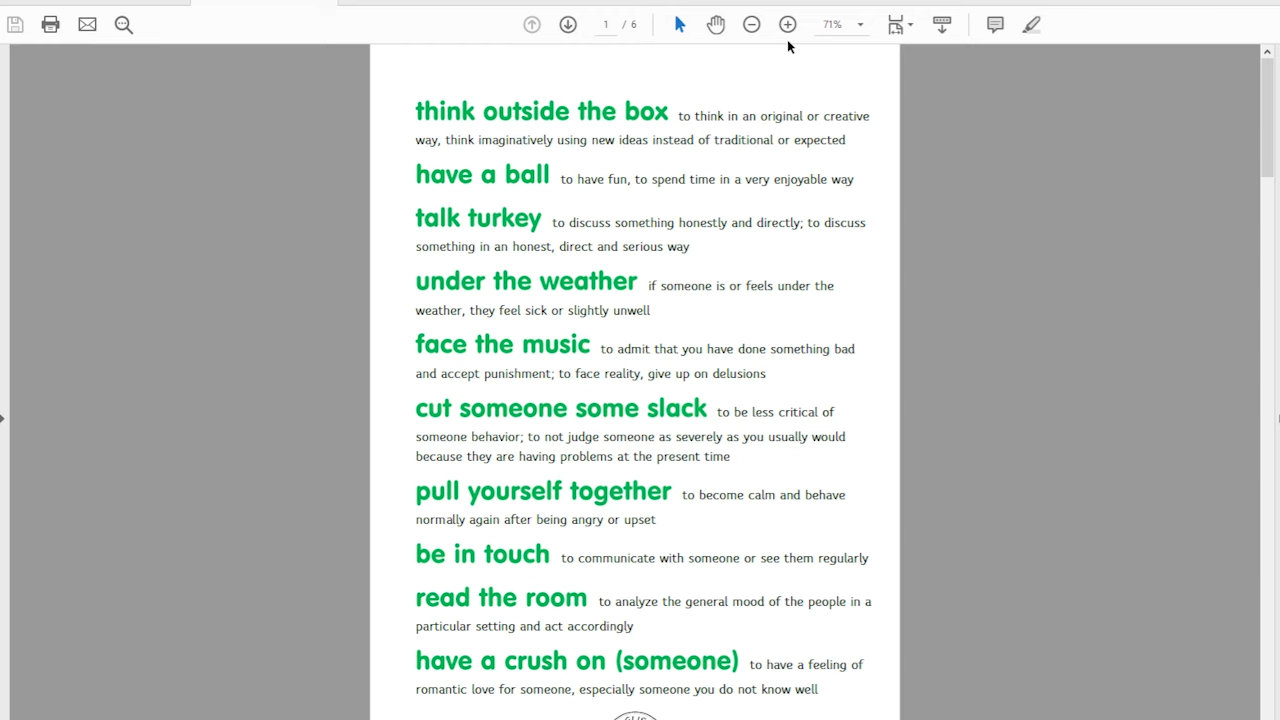 1 / 6 71%
think outside the box to think in an original or creative
way, think imaginatively using new ideas instead of traditional or expected
have a ball to have fun, to spend time in a very enjoyable way
talk turkey to discuss something honestly and directly; to discuss
something in an honest, direct and serious way
under the weather if someone is or feels under the
weather, they feel sick or slightly unwell
face the music to admit that you have done something bad
and accept punishment; to face reality, give up on delusions
cut someone some slack to be less critical of
someone behavior; to not judge someone as severely as you usually would
because they are having problems at the present time
pull yourself together to become calm and behave
normally again after being angry or upset
be in touch to communicate with someone or see them regularly
read the room to analyze the general mood of the people in a
particular setting and act accordingly
have a crush on (someone) to have a feeling of
romantic love for someone, especially someone you do not know well